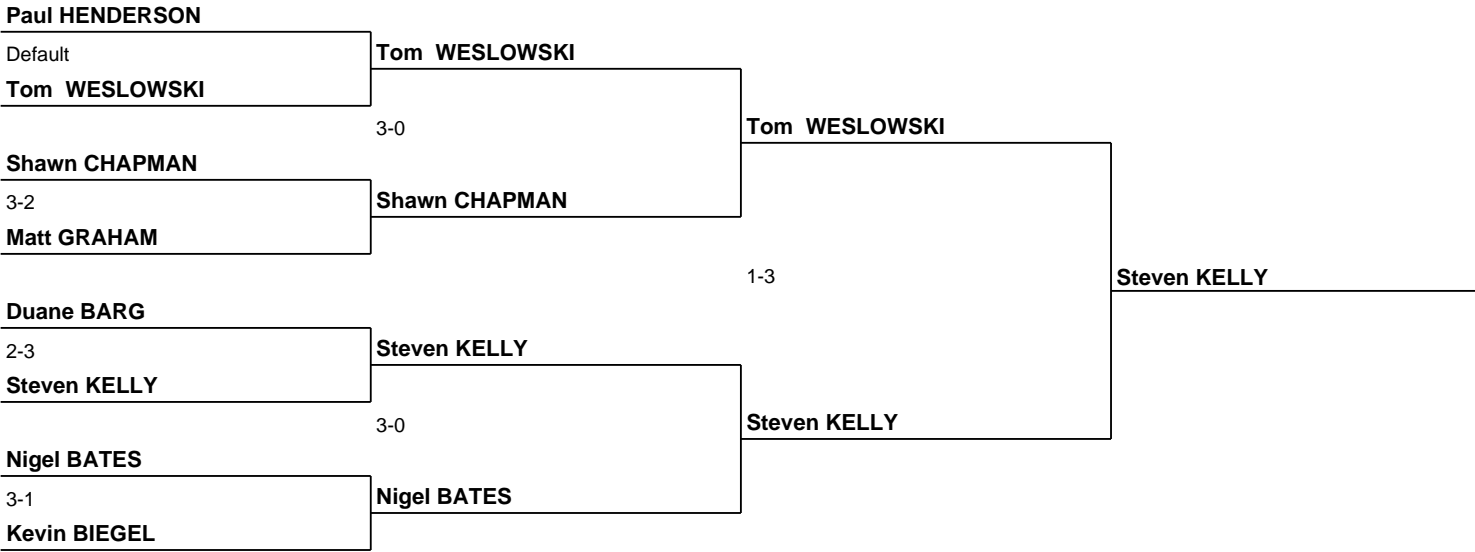 Paul HENDERSON
Default
Tom  WESLOWSKI
Tom  WESLOWSKI
3-0
Tom  WESLOWSKI
Shawn CHAPMAN
3-2
Shawn CHAPMAN
Matt GRAHAM
1-3
Steven KELLY
Duane BARG
2-3
Steven KELLY
Steven KELLY
3-0
Steven KELLY
Nigel BATES
3-1
Nigel BATES
Kevin BIEGEL